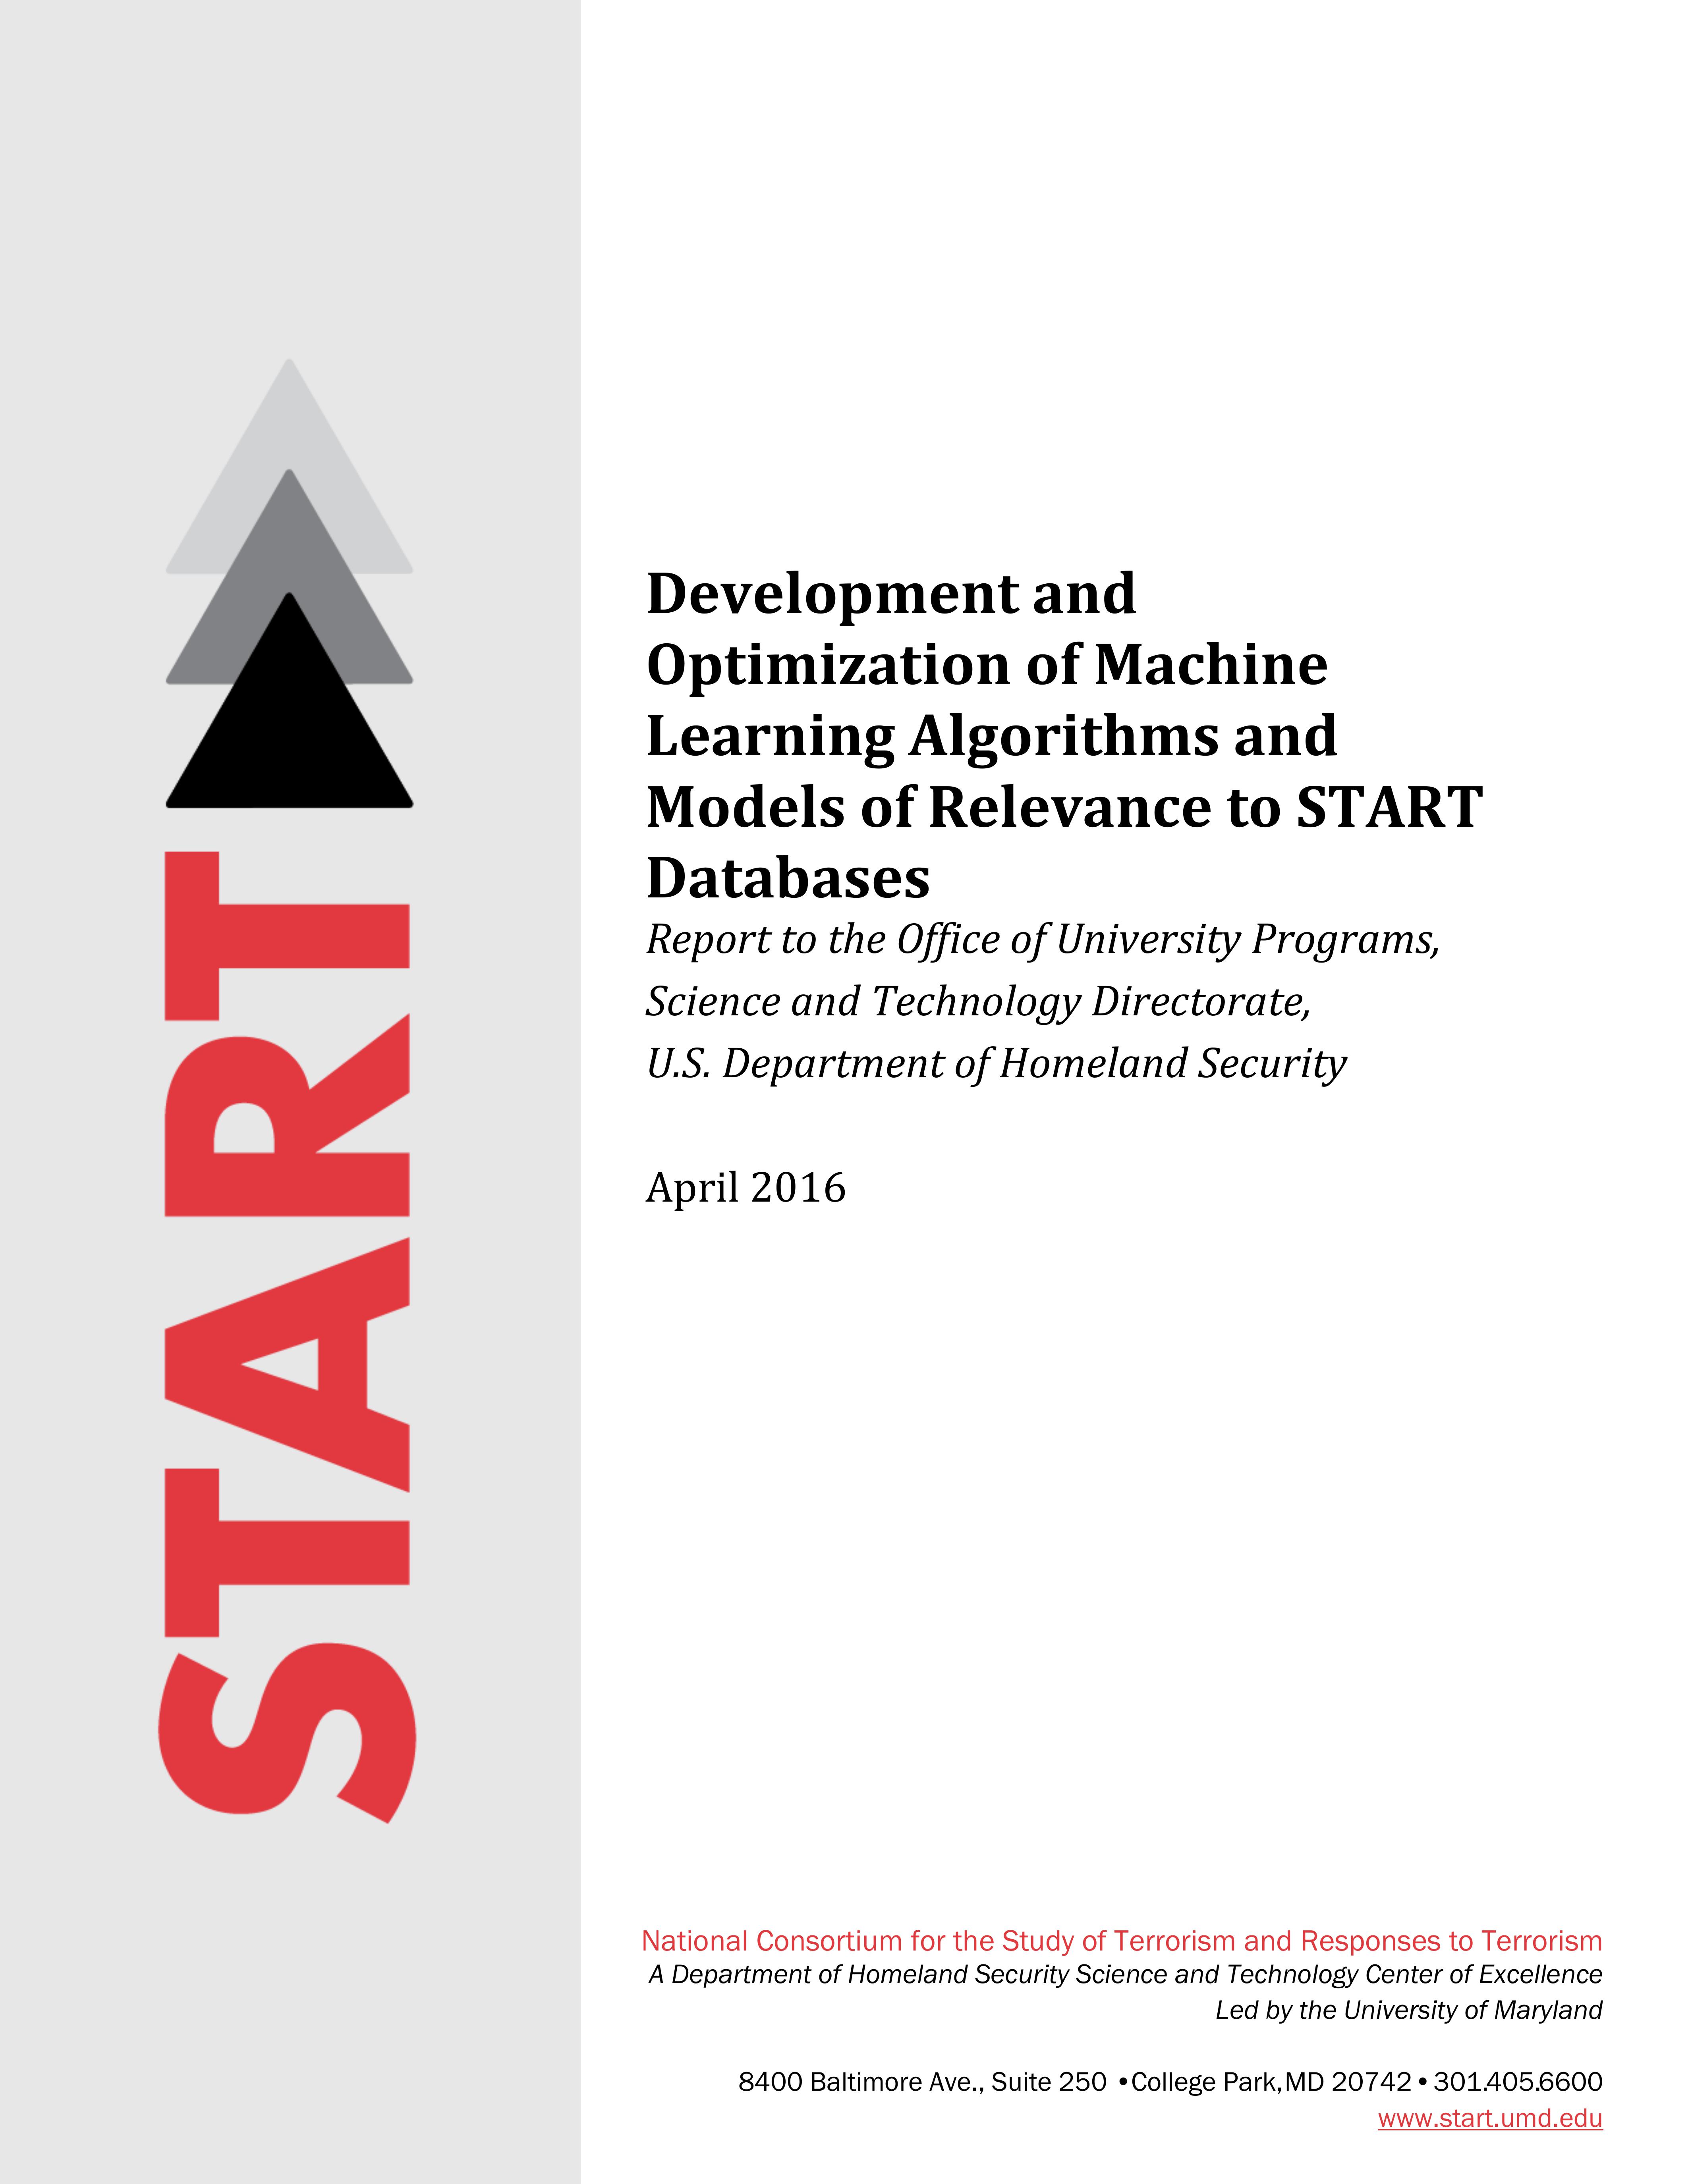 START
Development and
Optimization of Machine
Learning Algorithms and
Models of Relevance to START
Databases
Report to the Office of University Programs,
Science and Technology Directorate,
U.S. Department of Homeland Security
April 2016
National Consortium for the Study of Terrorism and Responses to Terrorism
A Department of Homeland Security Science and Technology Center of Excellence
Led by the University of Maryland
8400 Baltimore Ave., Suite 250 •College Park, MD 20742 • 301.405.6600
www.start.umd.edu